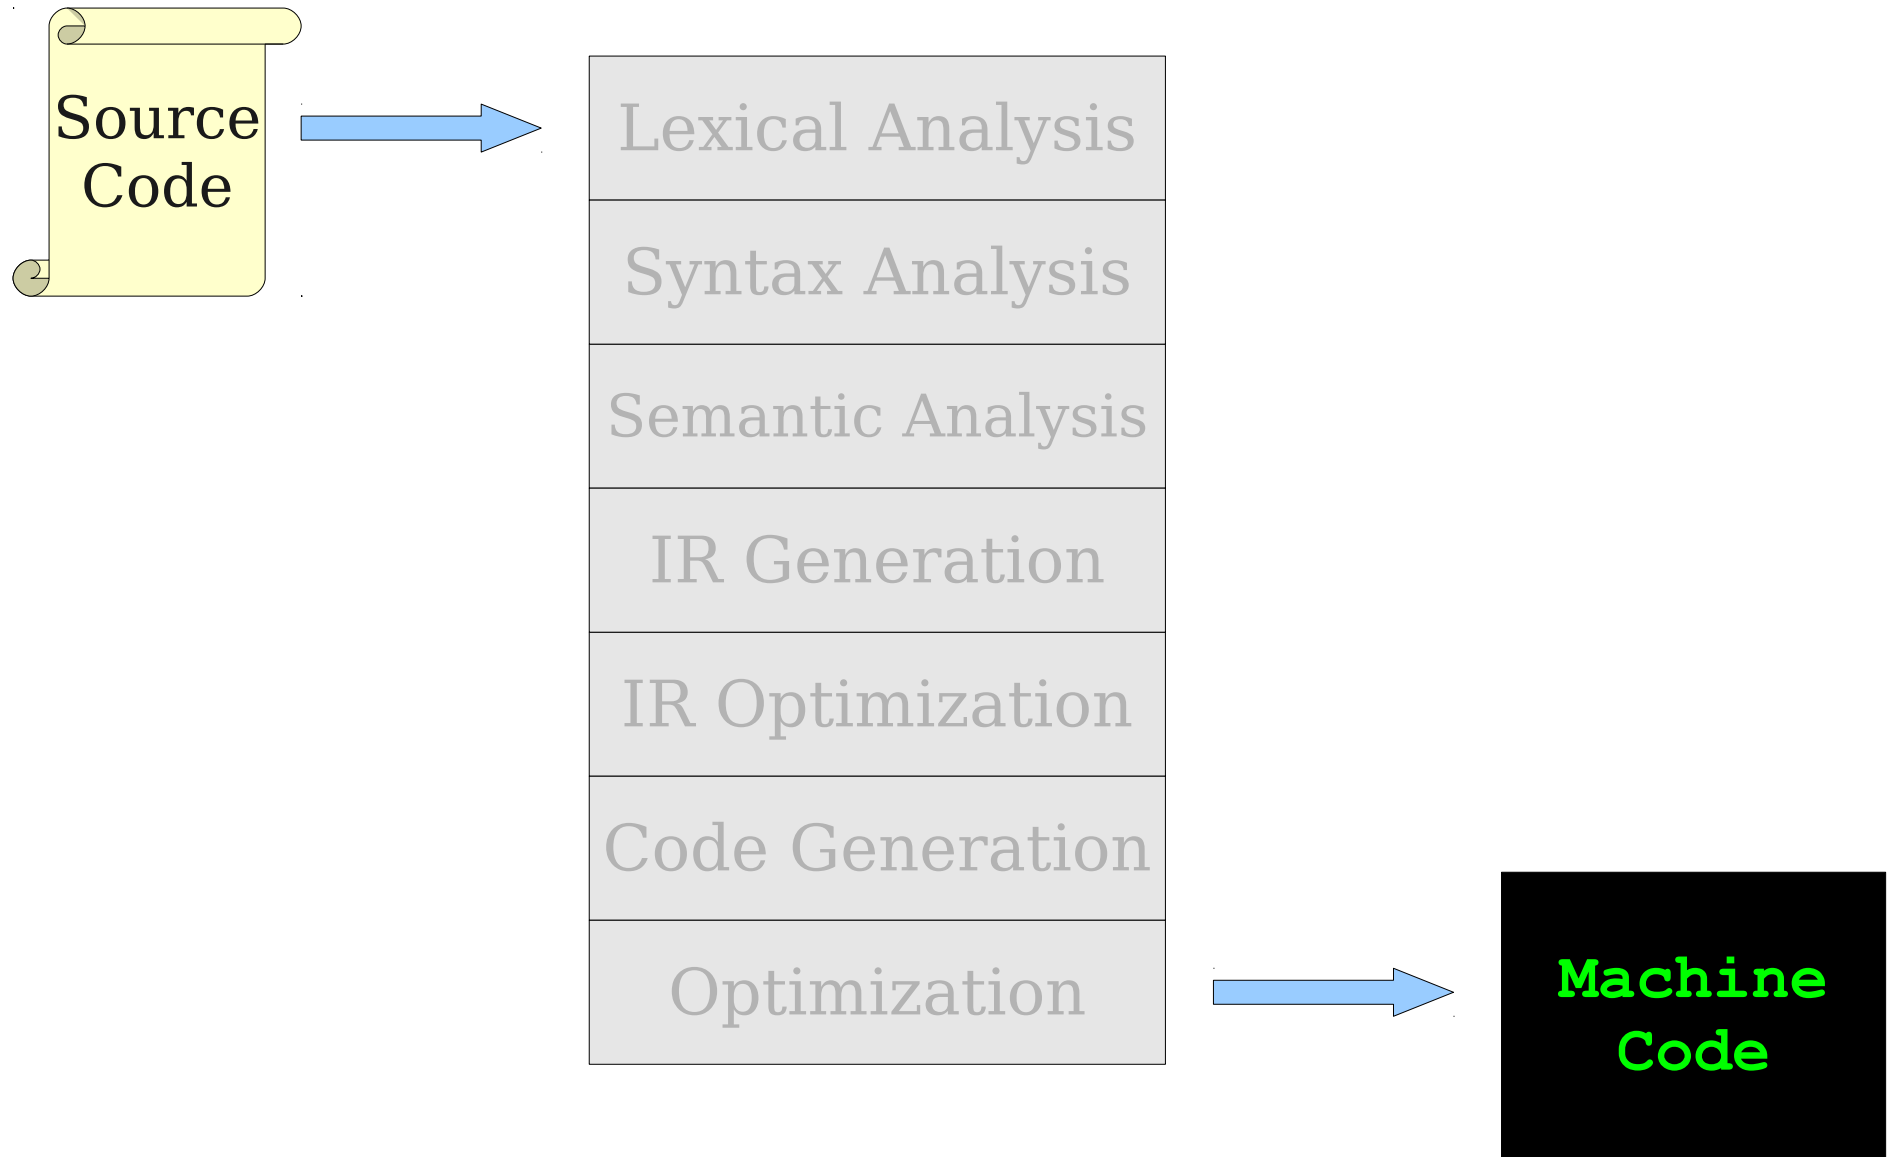 Source
Code
Lexical Analysis
Syntax Analysis
Semantic Analysis
IR Generation
IR Optimization
Code Generation
Optimization
Machine
Code